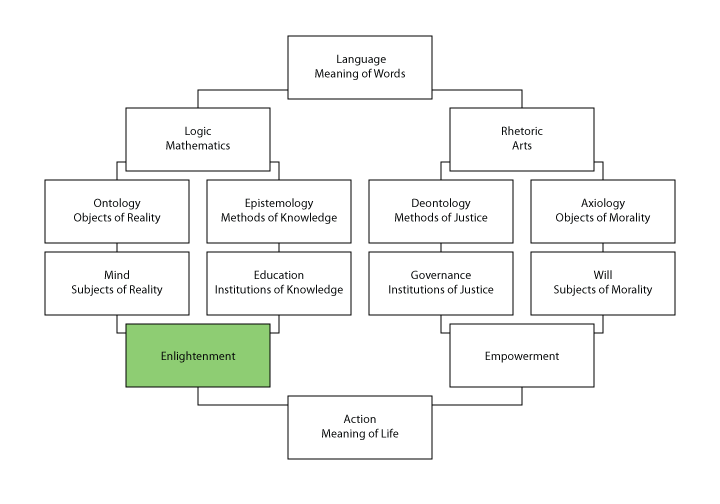 Language
Meaning of Words
Logic
Mathematics
Rhetoric
Arts
Ontology
Objects of Reality
Epistemology
Methods of Knowledge
Deontology
Methods of Justice
Axiology
Objects of Morality
Mind
Subjects of Reality
Education
Institutions of Knowledge
Governance
Institutions of Justice
Will
Subjects of Morality
Enlightenment
Empowerment
Action
Meaning of Life